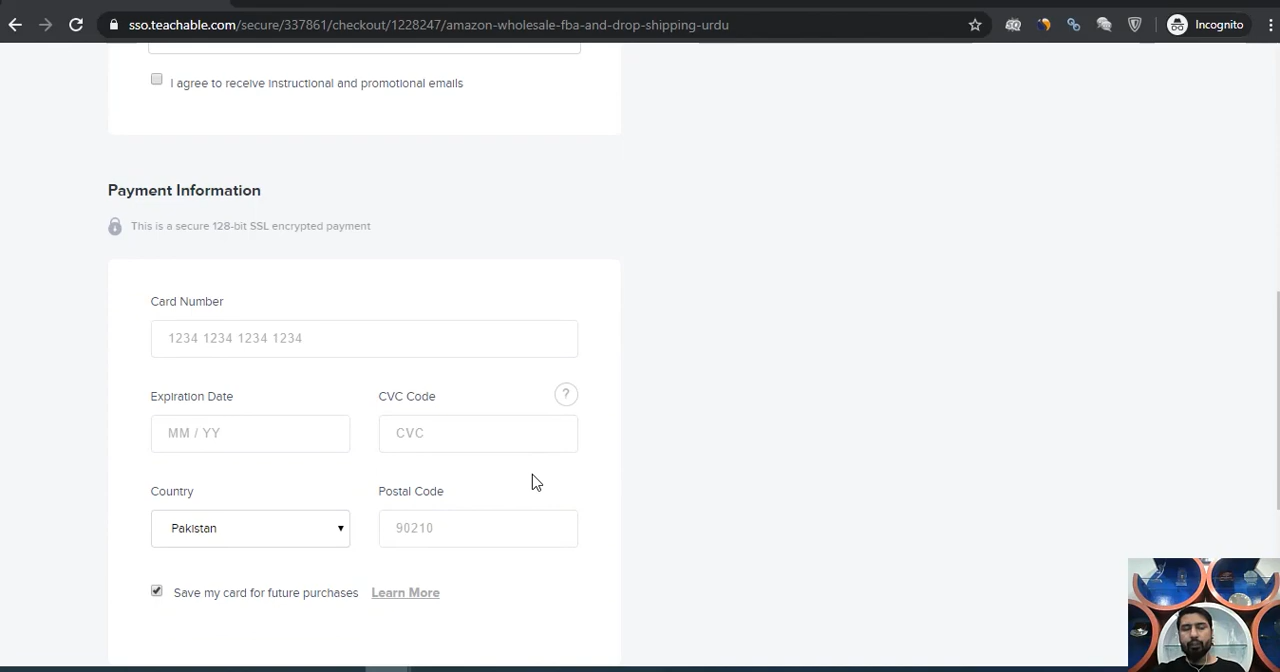 sso.teachable.com/secure/337861/checkout/1228247/amazon-wholesale-fba-and-drop-shipping-urdu
Incognito
I agree to receive instructional and promotional emails
Payment Information
This is a secure 128-bit SSL encrypted payment
Card Number
1234 1234 1234 1234
Expiration Date
CVC Code
?
MM / YY
CVC
Country
Postal Code
Pakistan
90210
Save my card for future purchases Learn More